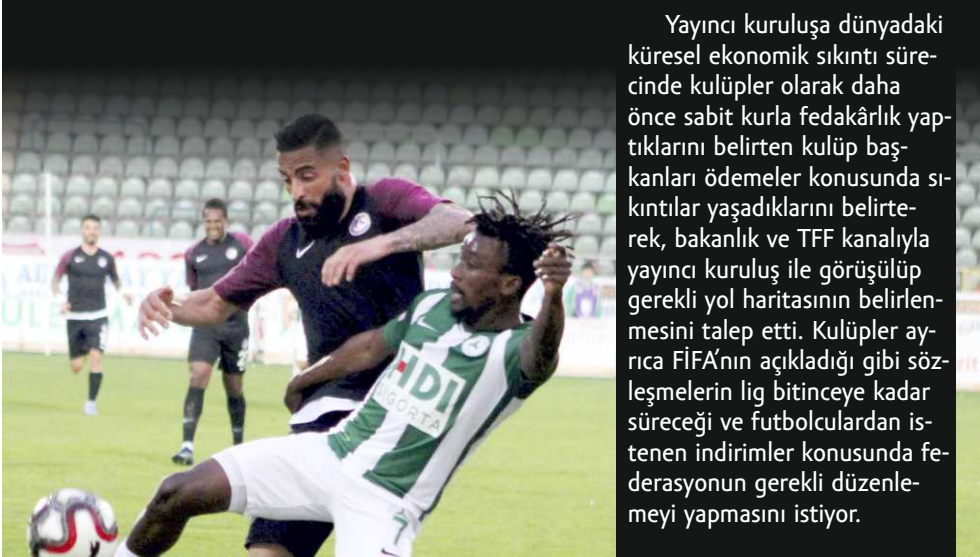 Yayıncı kuruluşa dünyadaki
küresel ekonomik sıkıntı süre-
cinde kulüpler olarak daha
önce sabit kurla fedakârlık yap-
tıklarını belirten kulüp baş-
kanları ödemeler konusunda sı-
kıntılar yaşadıklarını belirte-
rek, bakanlık ve TFF kanalıyla
yayıncı kuruluş ile görüşülüp
gerekli yol haritasının belirlen-
mesini talep etti. Kulüpler ay-
rıca FİFA’nın açıkladığı gibi söz-
leşmelerin lig bitinceye kadar
süreceği ve futbolculardan is-
tenen indirimler konusunda fe-
derasyonun gerekli düzenle-
meyi yapmasını istiyor.
HDI
SİGORTA
7